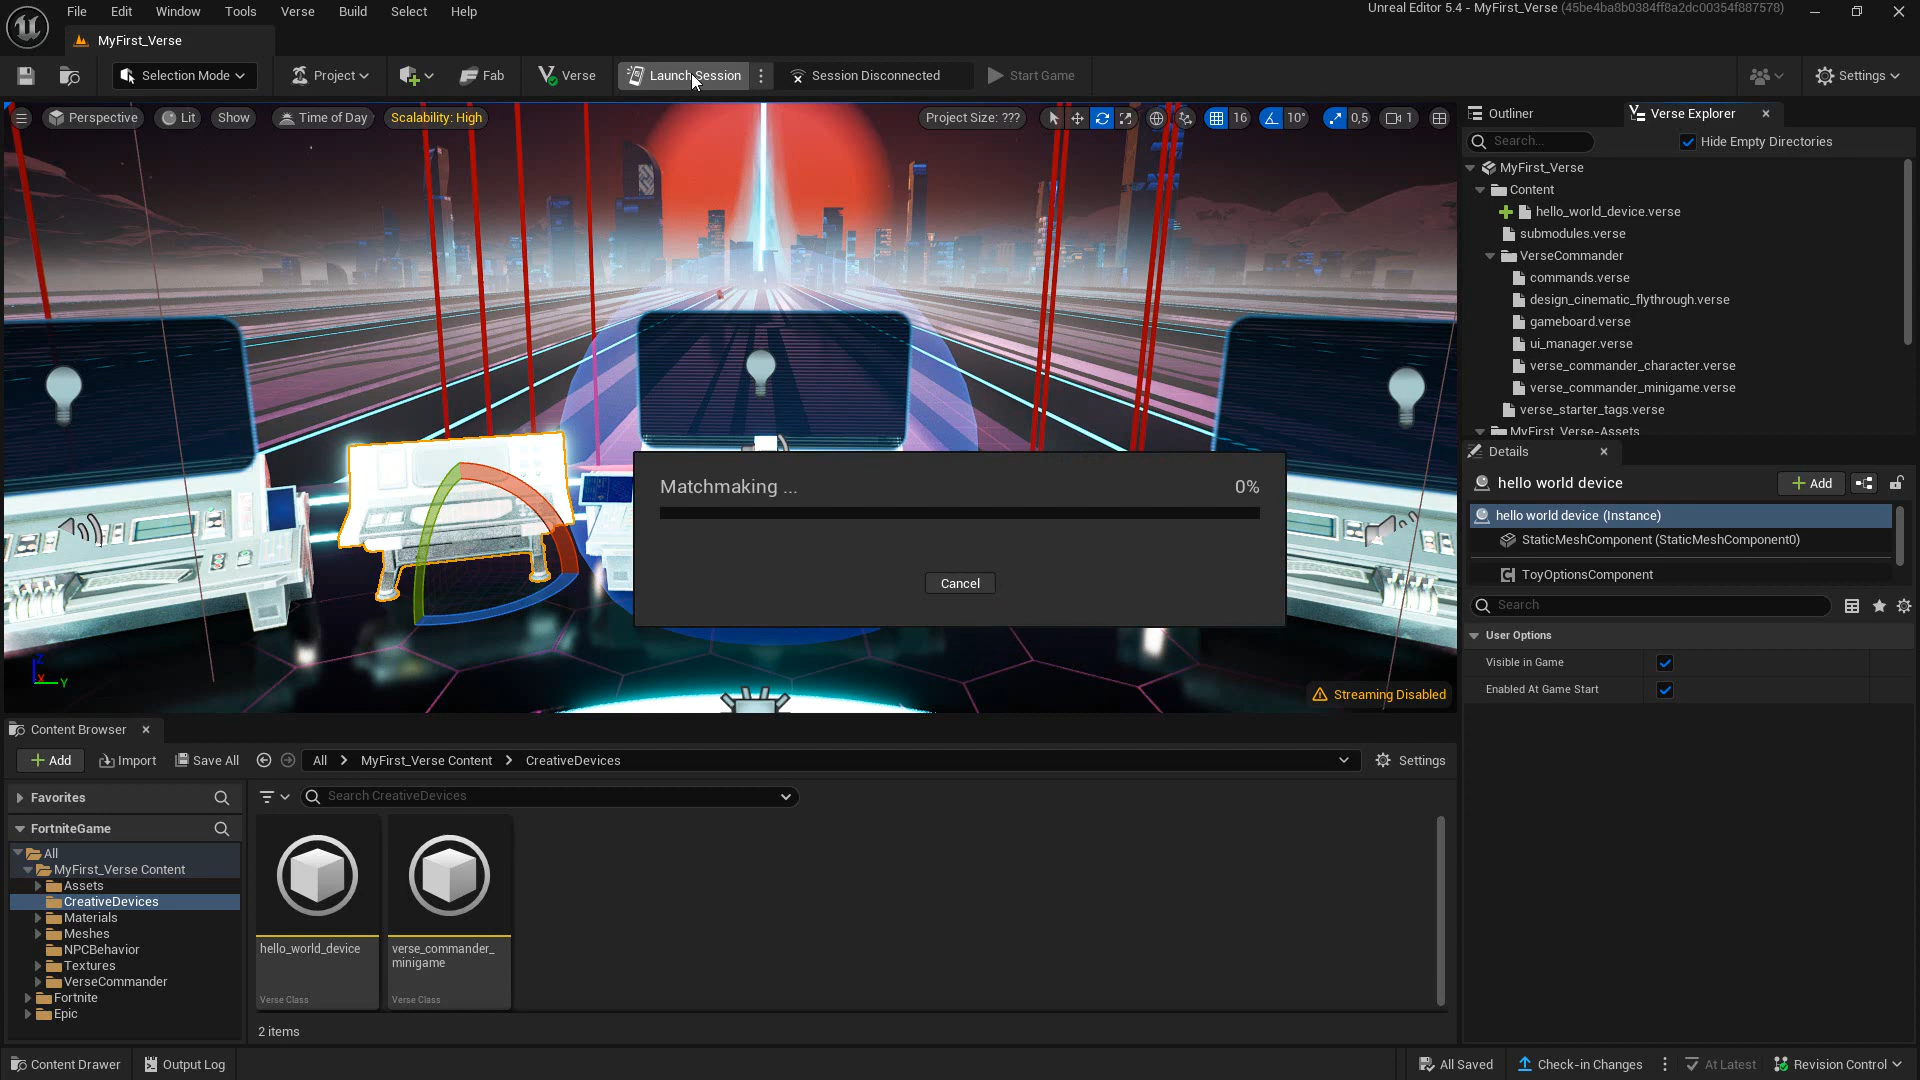 File Edit Window Tools Verse Build Select Help
Unreal Editor 5.4 - MyFirst_Verse (45be4ba8b0384ff8a2dc00354f887578)
MyFirst_Verse
Selection Mode Project Fab Verse Launch Session Session Disconnected Start Game Settings
Perspective Lit Show Time of Day Scalability: High Project Size: ??? 16 10° 0,5 1
Matchmaking ... 0%
Cancel
Z
X Y
Streaming Disabled
Outliner Verse Explorer
Search... Hide Empty Directories
MyFirst_Verse
Content
hello_world_device.verse
submodules.verse
VerseCommander
commands.verse
design_cinematic_flythrough.verse
gameboard.verse
ui_manager.verse
verse_commander_character.verse
verse_commander_minigame.verse
verse_starter_tags.verse
MyFirst_Verse-Assets
Details
hello world device Add
hello world device (Instance)
StaticMeshComponent (StaticMeshComponent0)
ToyOptionsComponent
Search
User Options
Visible in Game
Enabled At Game Start
Content Browser
Add Import Save All All MyFirst_Verse Content CreativeDevices Settings
Favorites
FortniteGame
All
MyFirst_Verse Content
Assets
CreativeDevices
Materials
Meshes
NPCBehavior
Textures
VerseCommander
Fortnite
Epic
Search CreativeDevices
hello_world_device
Verse Class
verse_commander_
minigame
Verse Class
2 items
Content Drawer Output Log All Saved Check-in Changes At Latest Revision Control